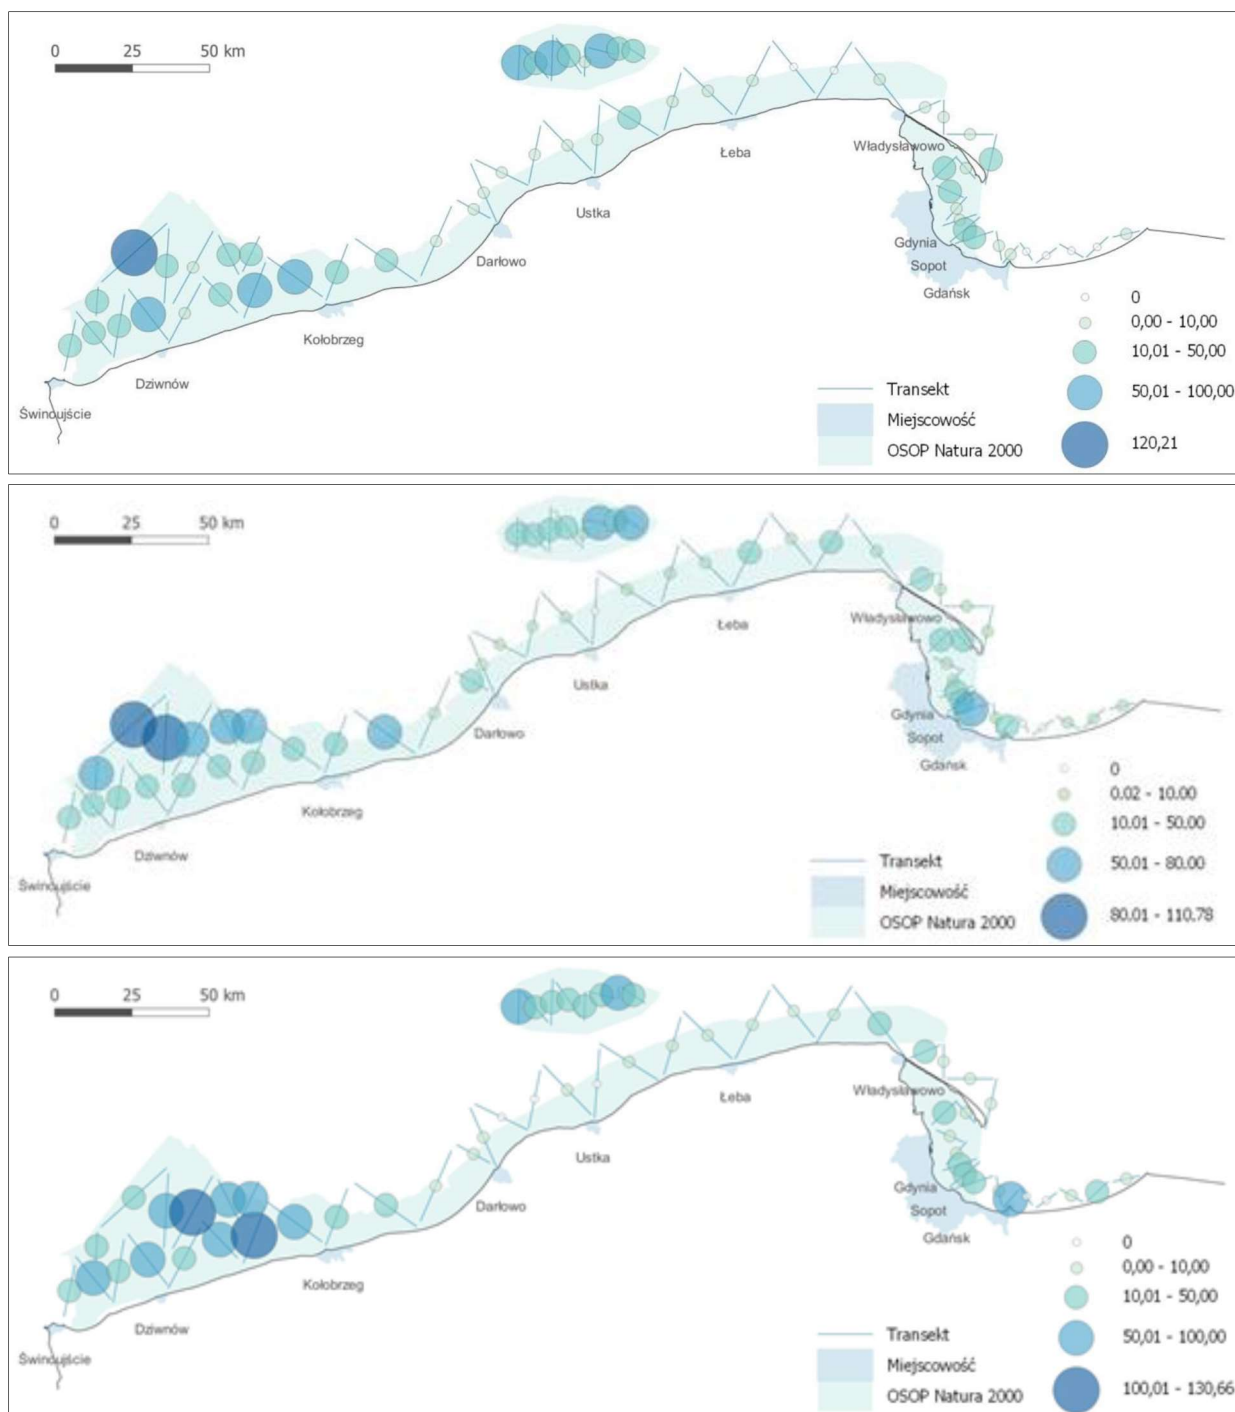 0 25 50 km
Łeba
Władysławowo
Ustka
Darłowo
Gdynia
Sopot
Gdańsk
Kołobrzeg
Dziwnów
Świnoujście
0
0,00 - 10,00
10,01 - 50,00
Transekt
50,01 - 100,00
Miejscowość
OSOP Natura 2000
120,21
0 25 50 km
Łeba
Władysławowo
Ustka
Darłowo
Gdynia
Sopot
Gdańsk
Kołobrzeg
Dziwnów
Świnoujście
0
0.02 - 10.00
10.01 - 50.00
Transekt
50.01 - 80.00
Miejscowość
OSOP Natura 2000
80.01 - 110.78
0 25 50 km
Łeba
Władysławowo
Ustka
Darłowo
Gdynia
Sopot
Gdańsk
Kołobrzeg
Dziwnów
Świnoujście
0
0,00 - 10,00
10,01 - 50,00
Transekt
50,01 - 100,00
Miejscowość
OSOP Natura 2000
100,01 - 130,66